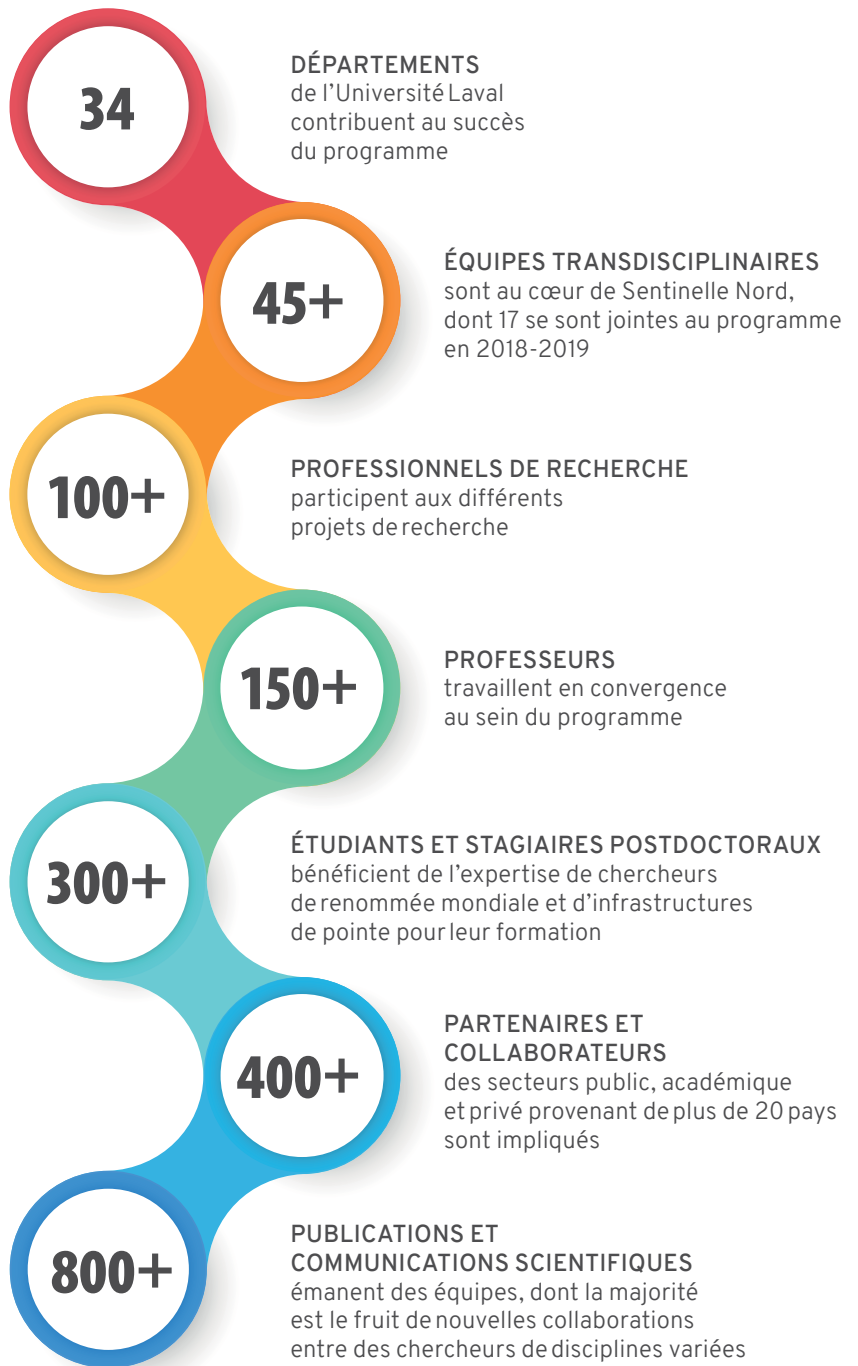 34
DÉPARTEMENTS
de l’Université Laval
contribuent au succès
du programme
45+
ÉQUIPES TRANSDISCIPLINAIRES
sont au cœur de Sentinelle Nord,
dont 17 se sont jointes au programme
en 2018-2019
100+
PROFESSIONNELS DE RECHERCHE
participent aux différents
projets de recherche
150+
PROFESSEURS
travaillent en convergence
au sein du programme
300+
ÉTUDIANTS ET STAGIAIRES POSTDOCTORAUX
bénéficient de l’expertise de chercheurs
de renommée mondiale et d’infrastructures
de pointe pour leur formation
400+
PARTENAIRES ET
COLLABORATEURS
des secteurs public, académique
et privé provenant de plus de 20 pays
sont impliqués
800+
PUBLICATIONS ET
COMMUNICATIONS SCIENTIFIQUES
émanent des équipes, dont la majorité
est le fruit de nouvelles collaborations
entre des chercheurs de disciplines variées